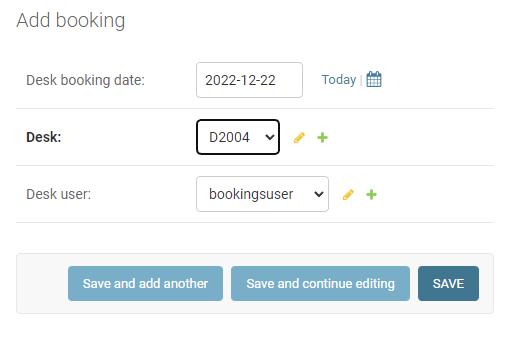 Add booking
Desk booking date: 2022-12-22 Today |
Desk: D2004
Desk user: bookingsuser
Save and add another Save and continue editing SAVE